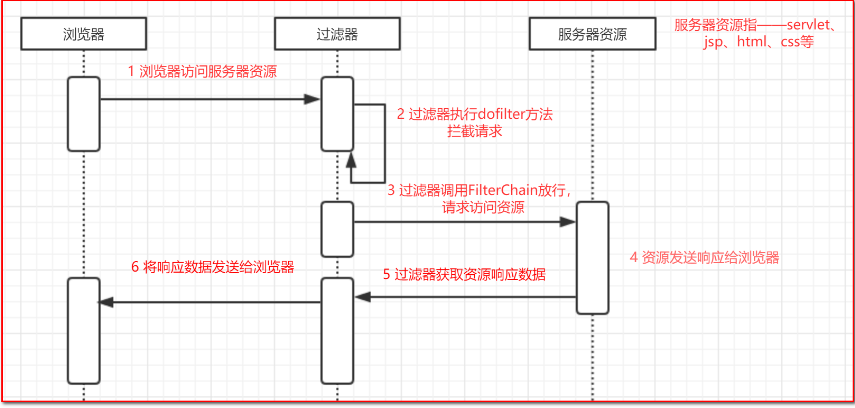 浏览器
过滤器
服务器资源
服务器资源指——servlet、
jsp、html、css等
1 浏览器访问服务器资源
2 过滤器执行dofilter方法
拦截请求
3 过滤器调用FilterChain放行，
请求访问资源
4 资源发送响应给浏览器
5 过滤器获取资源响应数据
6 将响应数据发送给浏览器